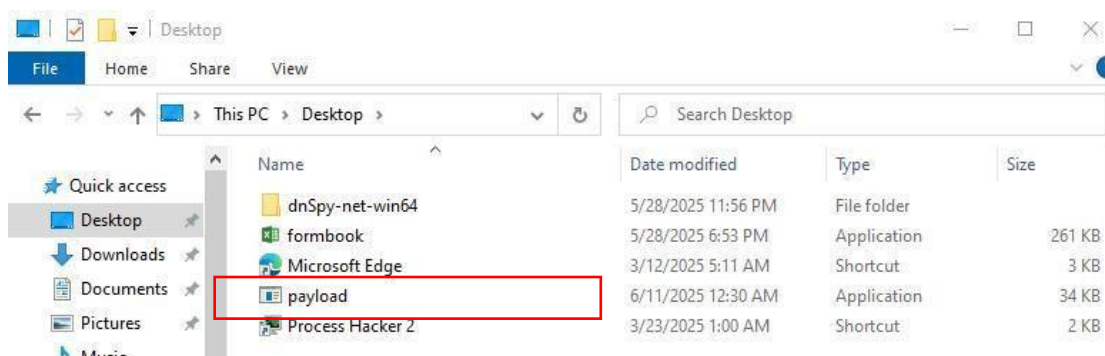 Desktop
File Home Share View
This PC > Desktop >
Search Desktop
Name Date modified Type Size
Quick access
Desktop
Downloads
Documents
Pictures
Music
dnSpy-net-win64 5/28/2025 11:56 PM File folder
formbook 5/28/2025 6:53 PM Application 261 KB
Microsoft Edge 3/12/2025 5:11 AM Shortcut 3 KB
payload 6/11/2025 12:30 AM Application 34 KB
Process Hacker 2 3/23/2025 1:00 AM Shortcut 2 KB